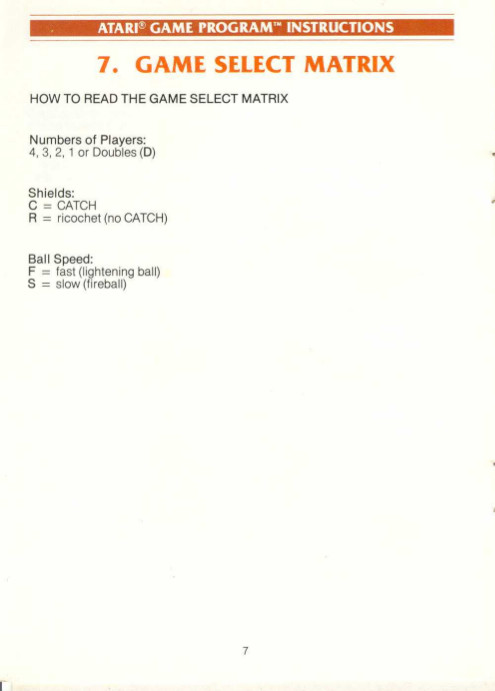 ATARI® GAME PROGRAM™ INSTRUCTIONS
7. GAME SELECT MATRIX
HOW TO READ THE GAME SELECT MATRIX
Numbers of Players:
4, 3, 2, 1 or Doubles (D)
Shields:
C = CATCH
R = ricochet (no CATCH)
Ball Speed:
F = fast (lightening ball)
S = slow (fireball)
7